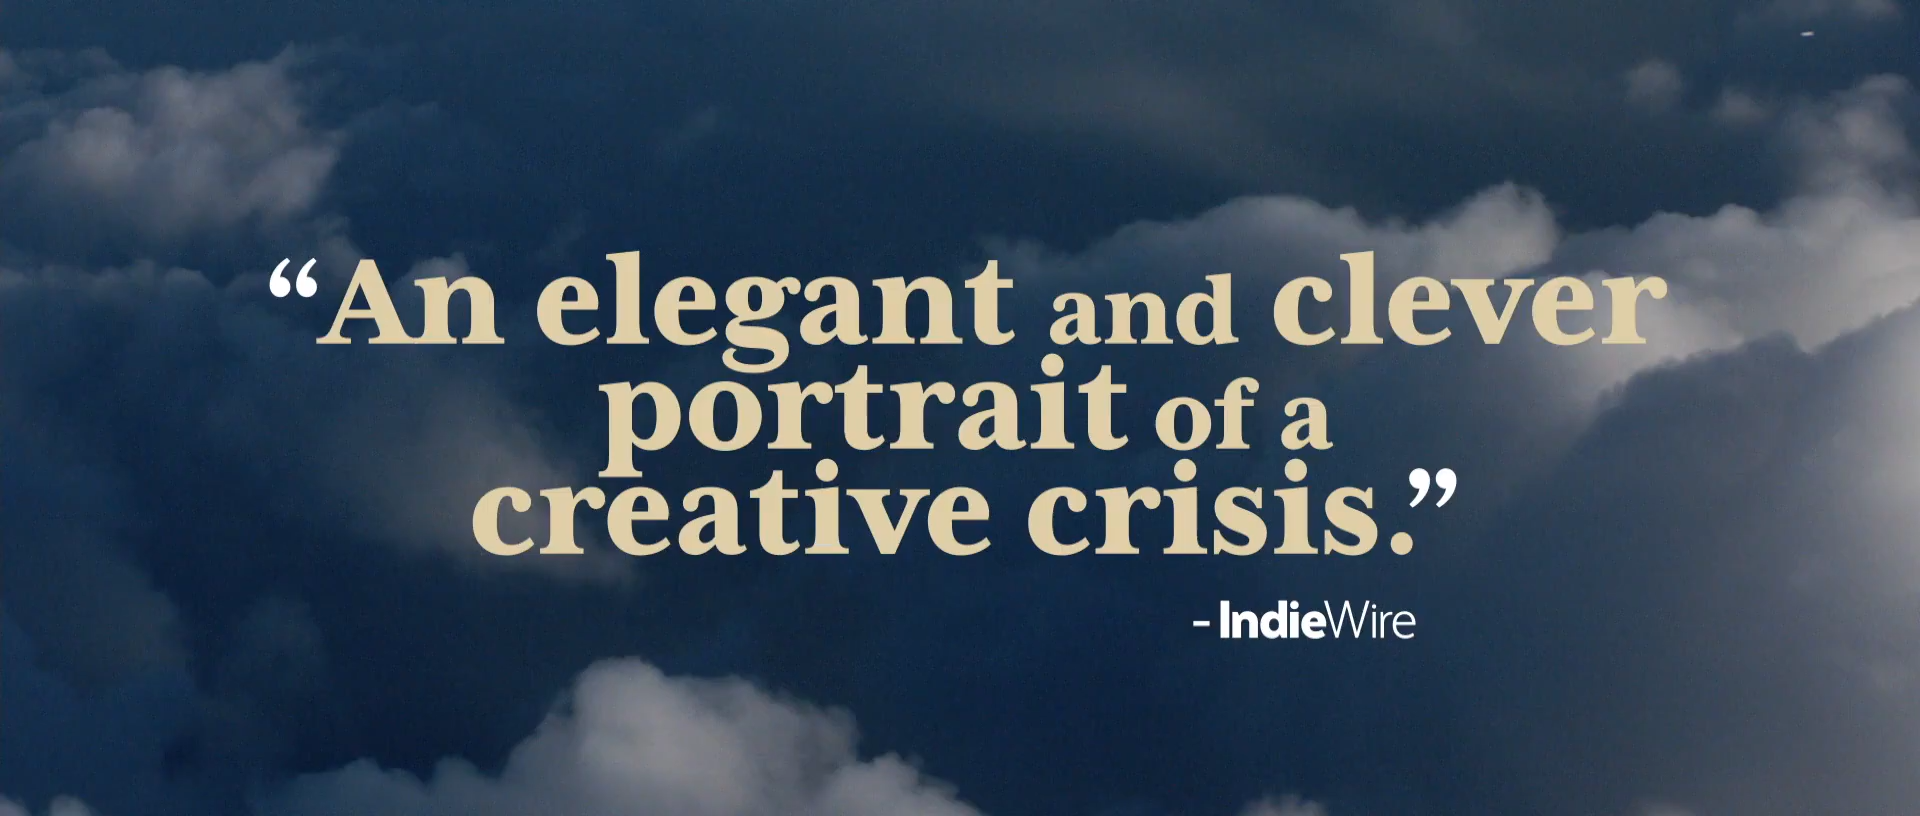 “An elegant and clever
portrait of a
creative crisis.”
– IndieWire